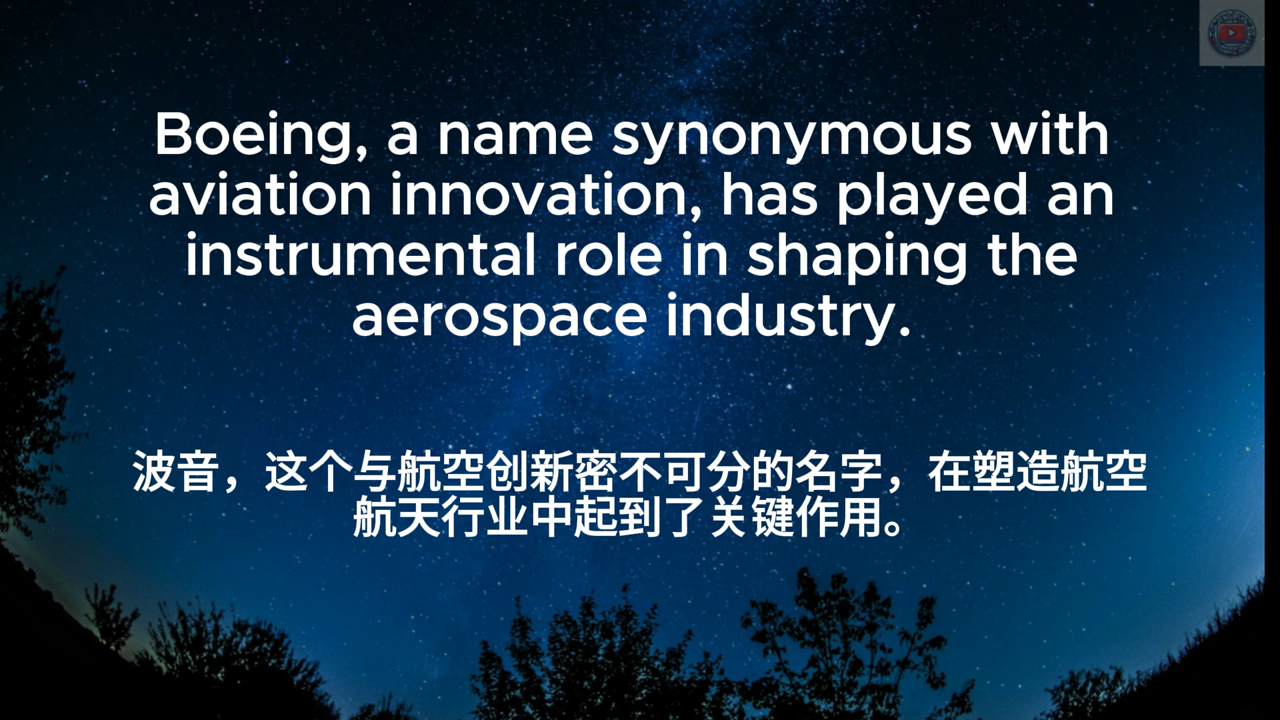 Boeing, a name synonymous with
aviation innovation, has played an
instrumental role in shaping the
aerospace industry.
波音，这个与航空创新密不可分的名字，在塑造航空
航天行业中起到了关键作用。